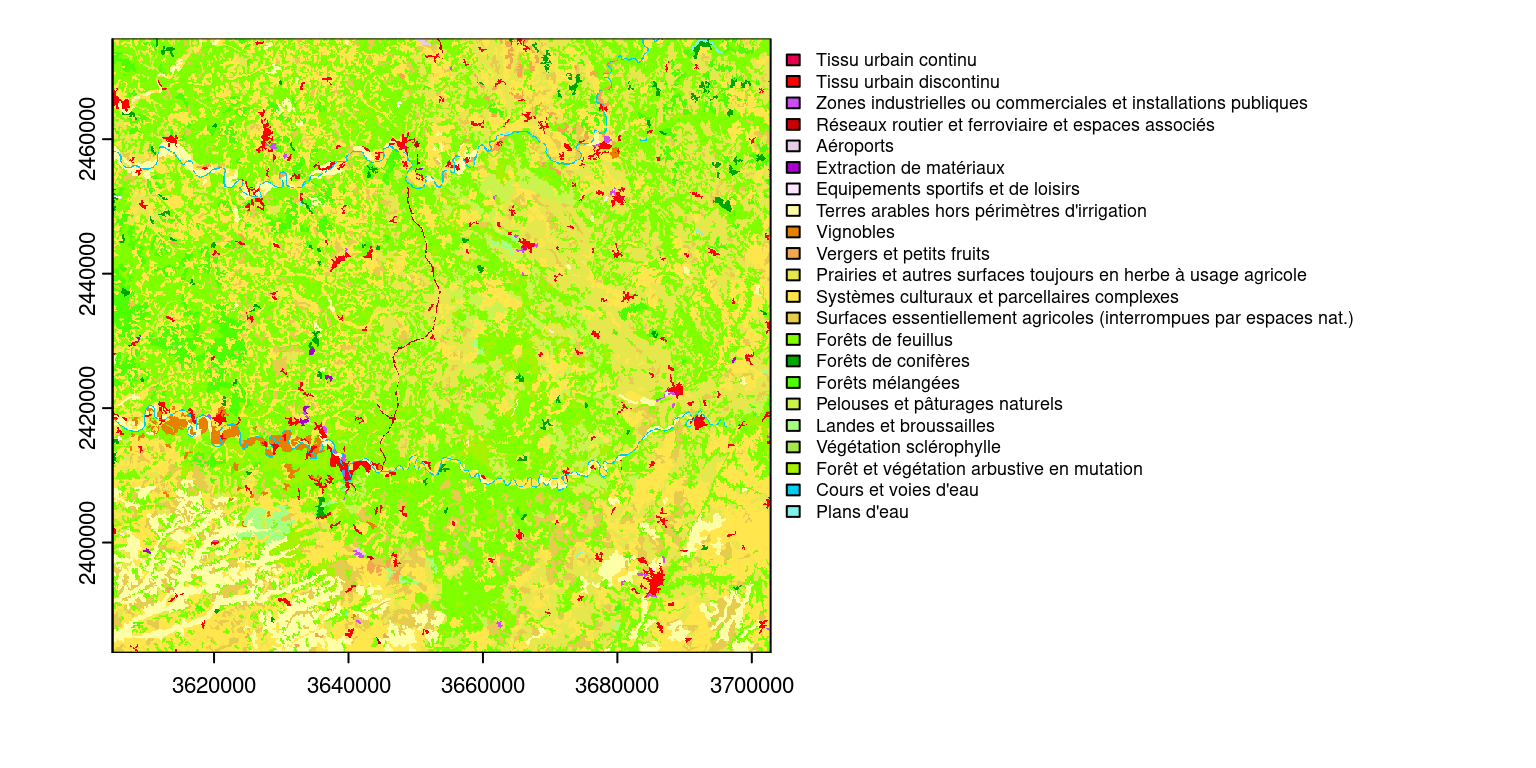 2460000
2440000
2420000
2400000
3620000 3640000 3660000 3680000 3700000
Tissu urbain continu
Tissu urbain discontinu
Zones industrielles ou commerciales et installations publiques
Réseaux routier et ferroviaire et espaces associés
Aéroports
Extraction de matériaux
Equipements sportifs et de loisirs
Terres arables hors périmètres d'irrigation
Vignobles
Vergers et petits fruits
Prairies et autres surfaces toujours en herbe à usage agricole
Systèmes culturaux et parcellaires complexes
Surfaces essentiellement agricoles (interrompues par espaces nat.)
Forêts de feuillus
Forêts de conifères
Forêts mélangées
Pelouses et pâturages naturels
Landes et broussailles
Végétation sclérophylle
Forêt et végétation arbustive en mutation
Cours et voies d'eau
Plans d'eau